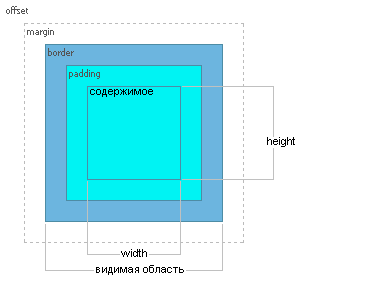 offset
margin
border
padding
содержимое
height
width
видимая область